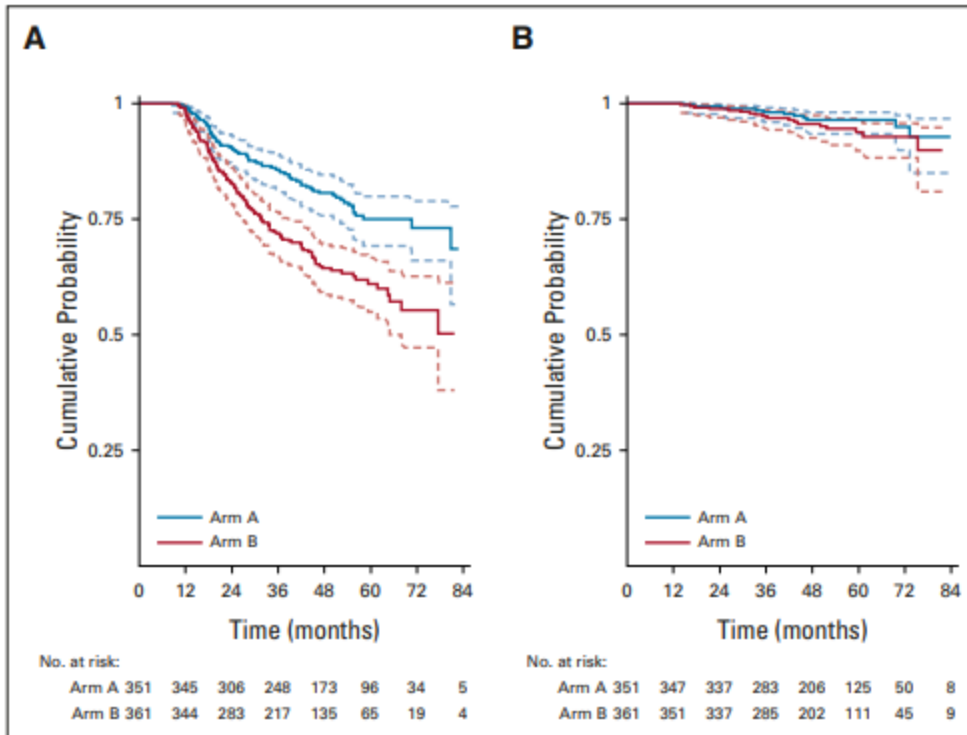 A
Cumulative Probability
1
0.75
0.5
0.25
Arm A
Arm B
0 12 24 36 48 60 72 84
Time (months)
No. at risk:
Arm A 351 345 306 248 173 96 34 5
Arm B 361 344 283 217 135 65 19 4
B
Cumulative Probability
1
0.75
0.5
0.25
Arm A
Arm B
0 12 24 36 48 60 72 84
Time (months)
No. at risk:
Arm A 351 347 337 283 206 125 50 8
Arm B 361 351 337 285 202 111 45 9